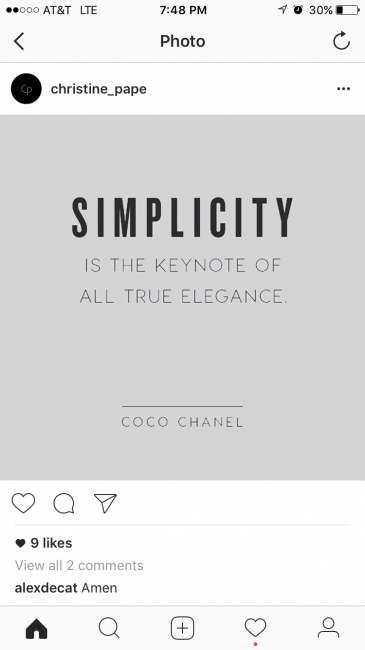 AT&T LTE 7:48 PM 30%
Photo
cp christine_pape
SIMPLICITY
IS THE KEYNOTE OF
ALL TRUE ELEGANCE.
COCO CHANEL
9 likes
View all 2 comments
alexdecat Amen